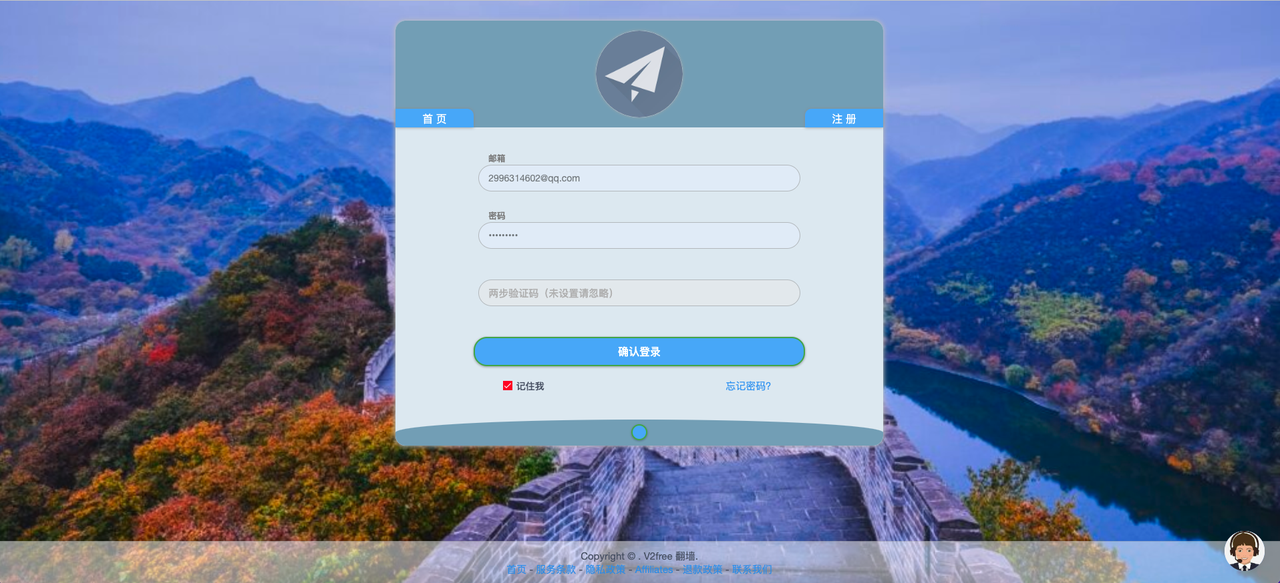 首 页
注 册
邮箱
2996314602@qq.com
密码
•••••••••
两步验证码（未设置请忽略）
确认登录
记住我
忘记密码?
Copyright © . V2free 翻墙.
首页 - 服务条款 - 隐私政策 - Affiliates - 退款政策 - 联系我们